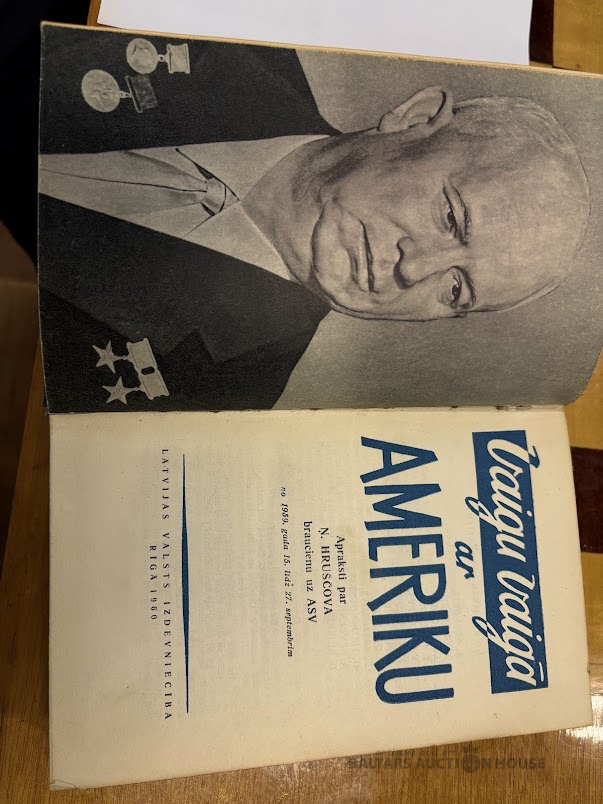 Vaigu vaigā
ar
AMERIKU
Apraksti par
Ņ. HRUŠČOVA
braucienu uz ASV
no 1959. gada 15. līdz 27. septembrim
LATVIJAS VALSTS IZDEVNIECĪBA
RĪGĀ 1960
BALTARS AUCTION HOUSE